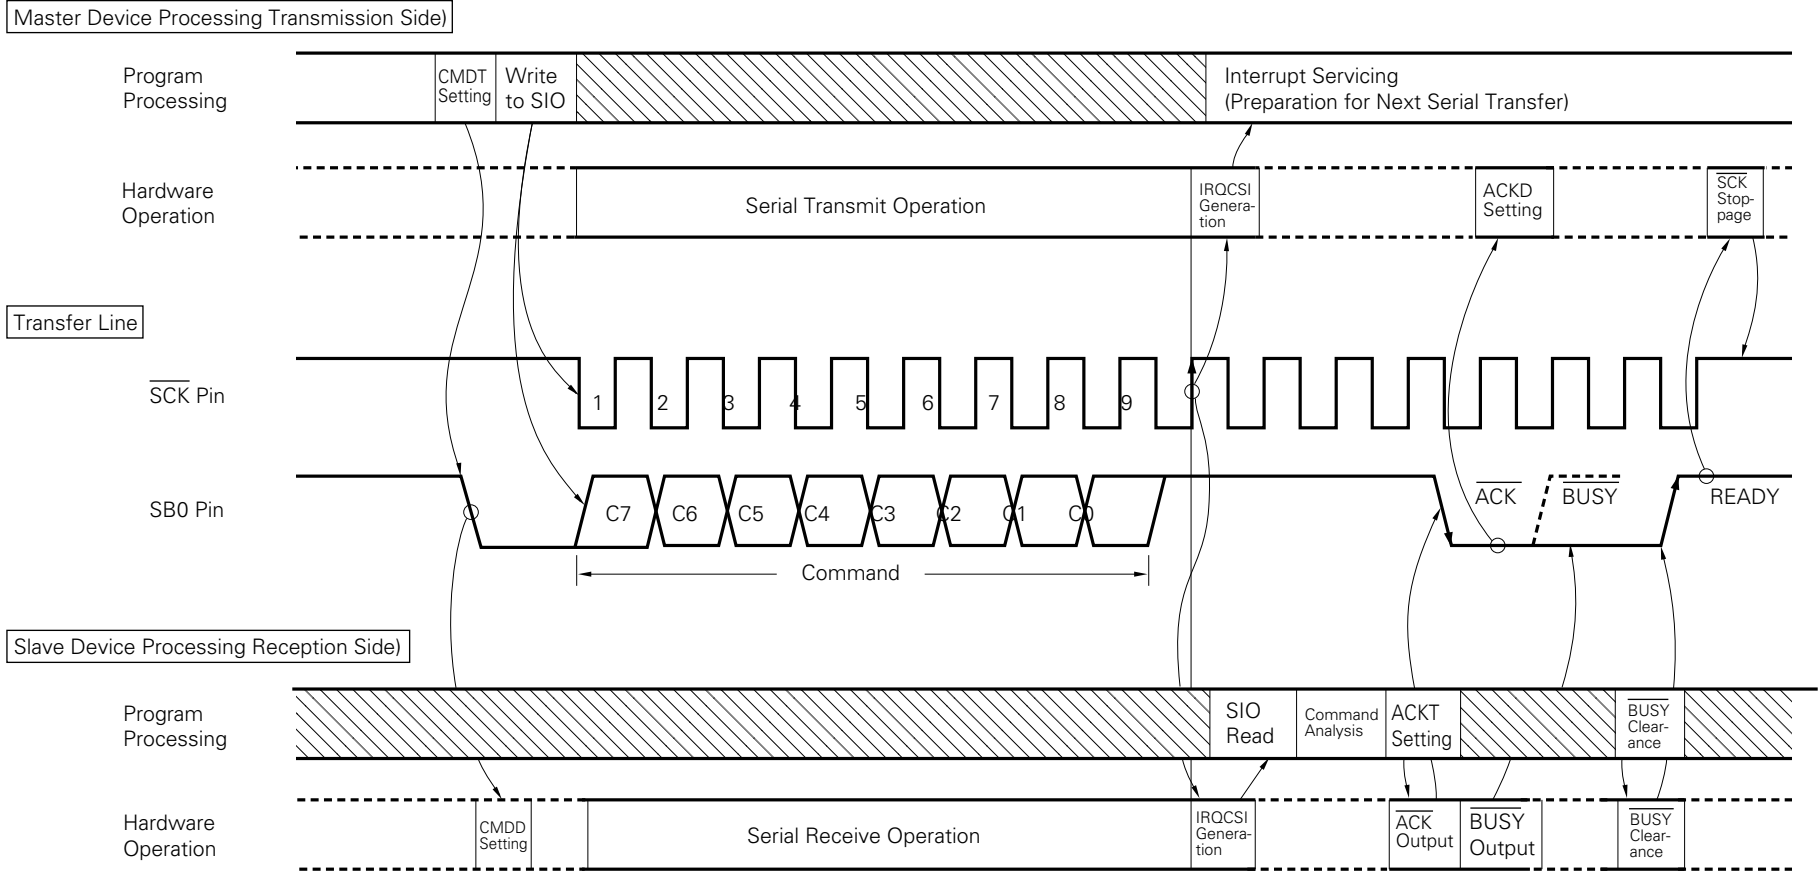 Master Device Processing Transmission Side)
Program
Processing
CMDT
Setting
Write
to SIO
Interrupt Servicing
(Preparation for Next Serial Transfer)
Hardware
Operation
Serial Transmit Operation
IRQCSI
Genera-
tion
ACKD
Setting
SCK
Stop-
page
Transfer Line
SCK Pin
1 2 3 4 5 6 7 8 9
SB0 Pin
C7 C6 C5 C4 C3 C2 C1 C0
ACK BUSY READY
Command
Slave Device Processing Reception Side)
Program
Processing
SIO
Read
Command
Analysis
ACKT
Setting
BUSY
Clear-
ance
Hardware
Operation
CMDD
Setting
Serial Receive Operation
IRQCSI
Genera-
tion
ACK
Output
BUSY
Output
BUSY
Clear-
ance